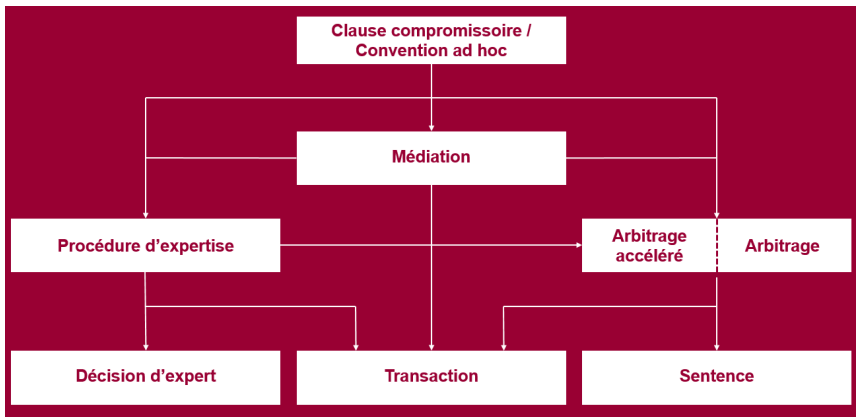 Clause compromissoire /
Convention ad hoc
Médiation
Procédure d'expertise
Arbitrage
accéléré
Arbitrage
Décision d'expert
Transaction
Sentence